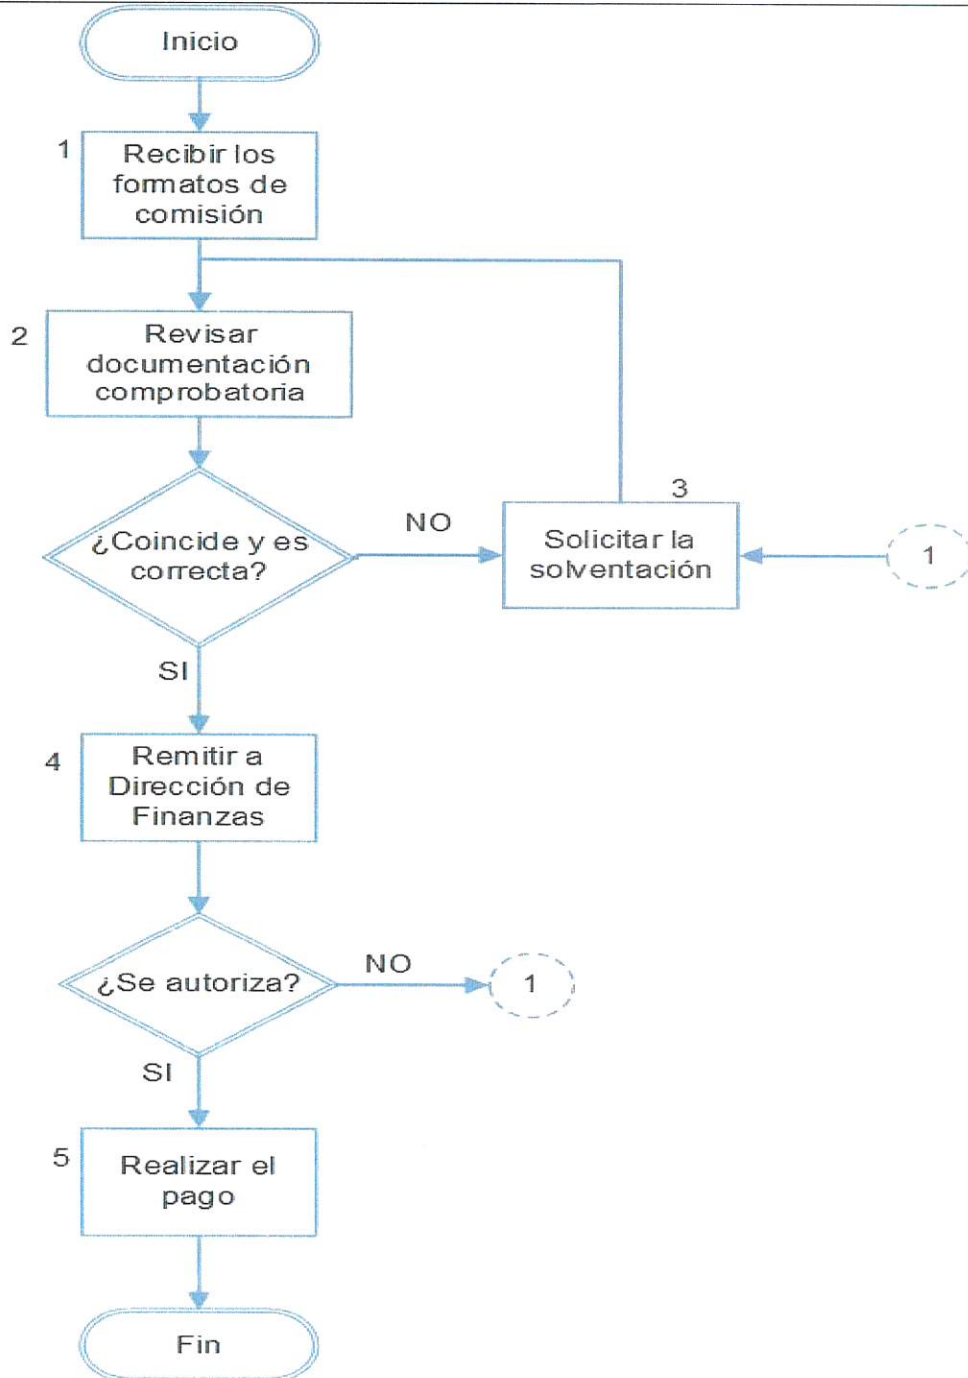 Inicio
1
Recibir los
formatos de
comisión
2
Revisar
documentación
comprobatoria
¿Coincide y es
correcta?
NO
3
Solicitar la
solventación
1
SI
4
Remitir a
Dirección de
Finanzas
¿Se autoriza?
NO
1
SI
5
Realizar el
pago
Fin